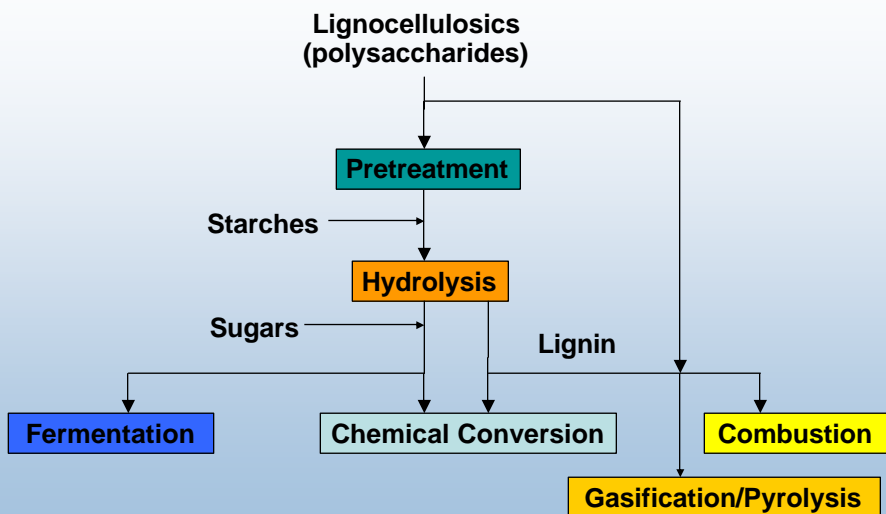 Lignocellulosics
(polysaccharides)
Pretreatment
Starches
Hydrolysis
Sugars
Lignin
Fermentation
Chemical Conversion
Combustion
Gasification/Pyrolysis